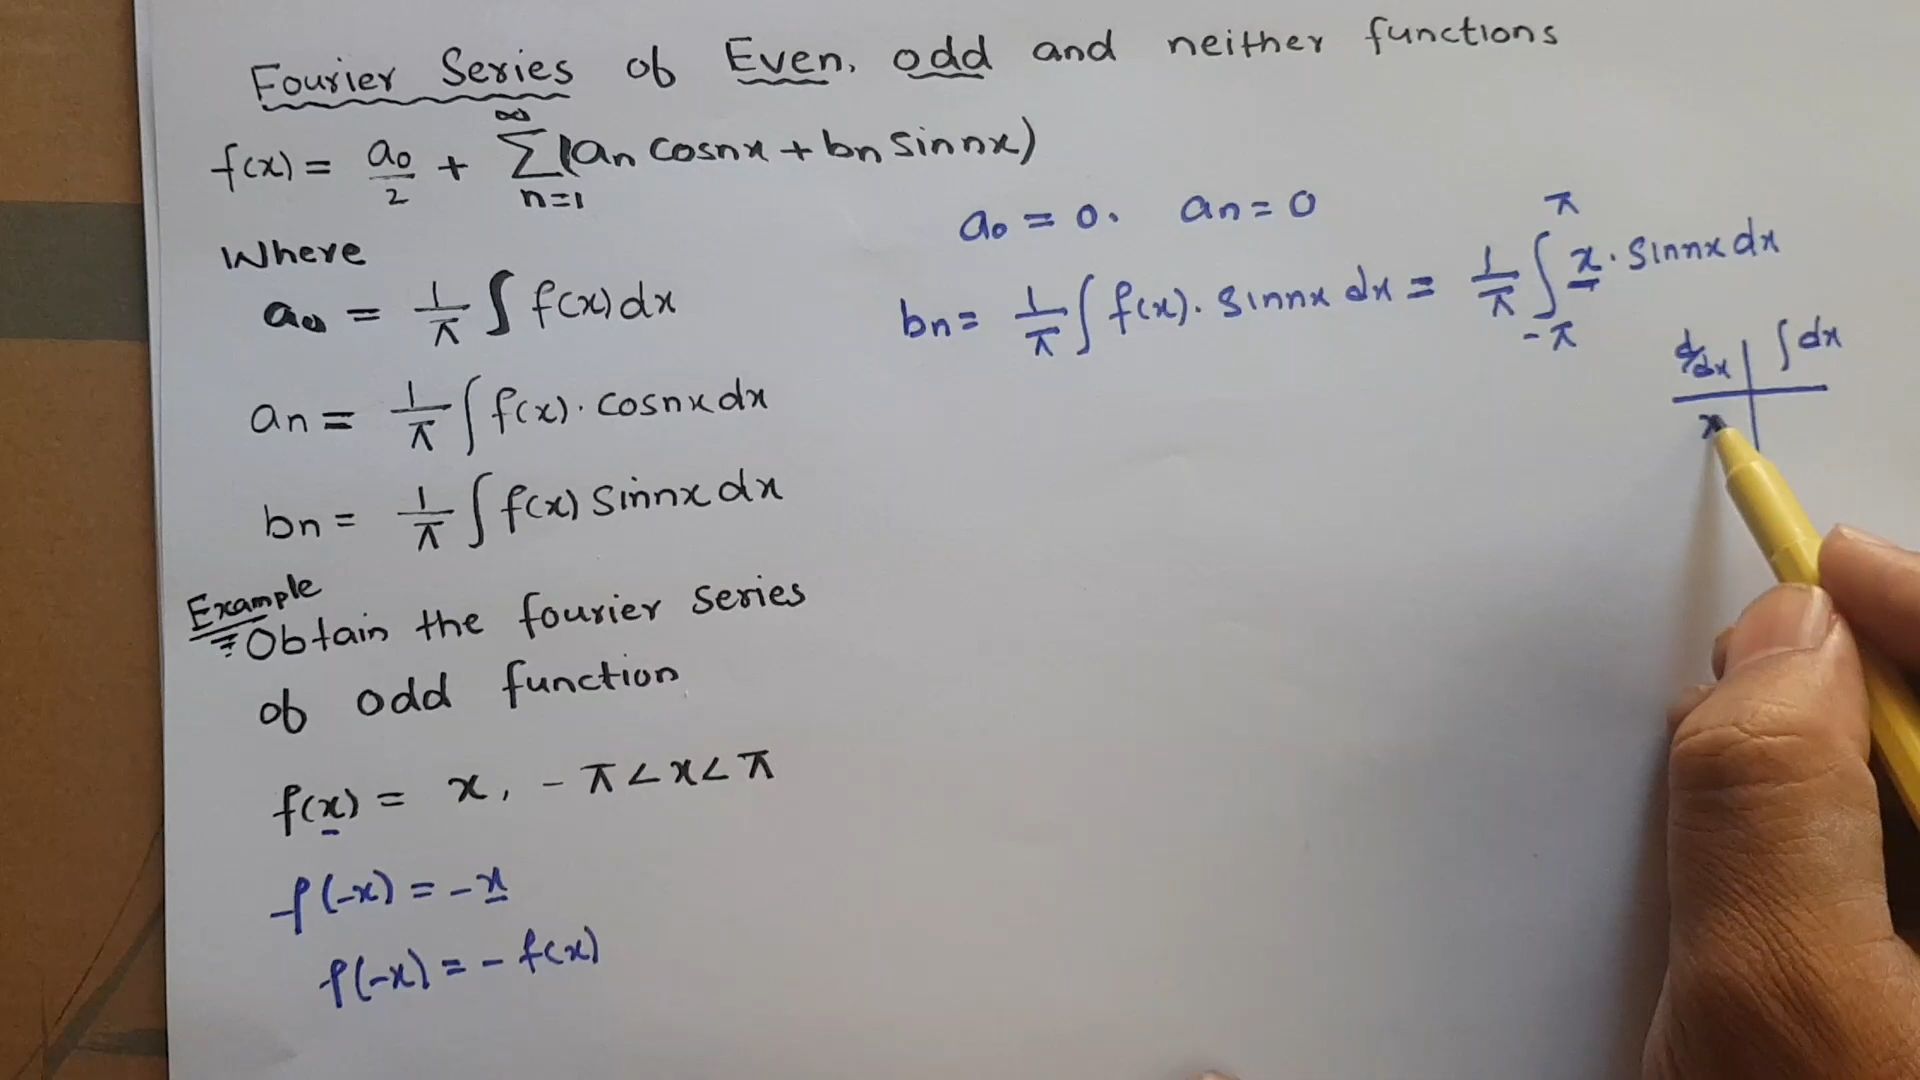 Fourier Series of Even, odd and neither functions
f(x) = a₀/2 + ∞ Σ n=1 (an cosnx + bn sinnx)
Where
a₀ = 1/π ∫ f(x) dx
an = 1/π ∫ f(x) · cosnx dx
bn = 1/π ∫ f(x) sinnx dx
Example
Obtain the fourier series
of odd function
f(x) = x, -π < x < π
f(-x) = -x
f(-x) = - f(x)
a₀ = 0. an = 0
bn = 1/π ∫ f(x) · sinnx dx = 1/π ∫ π -π x · sinnx dx
d/dx | ∫ dx
x